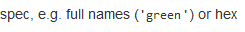 spec, e.g. full names ('green') or hex